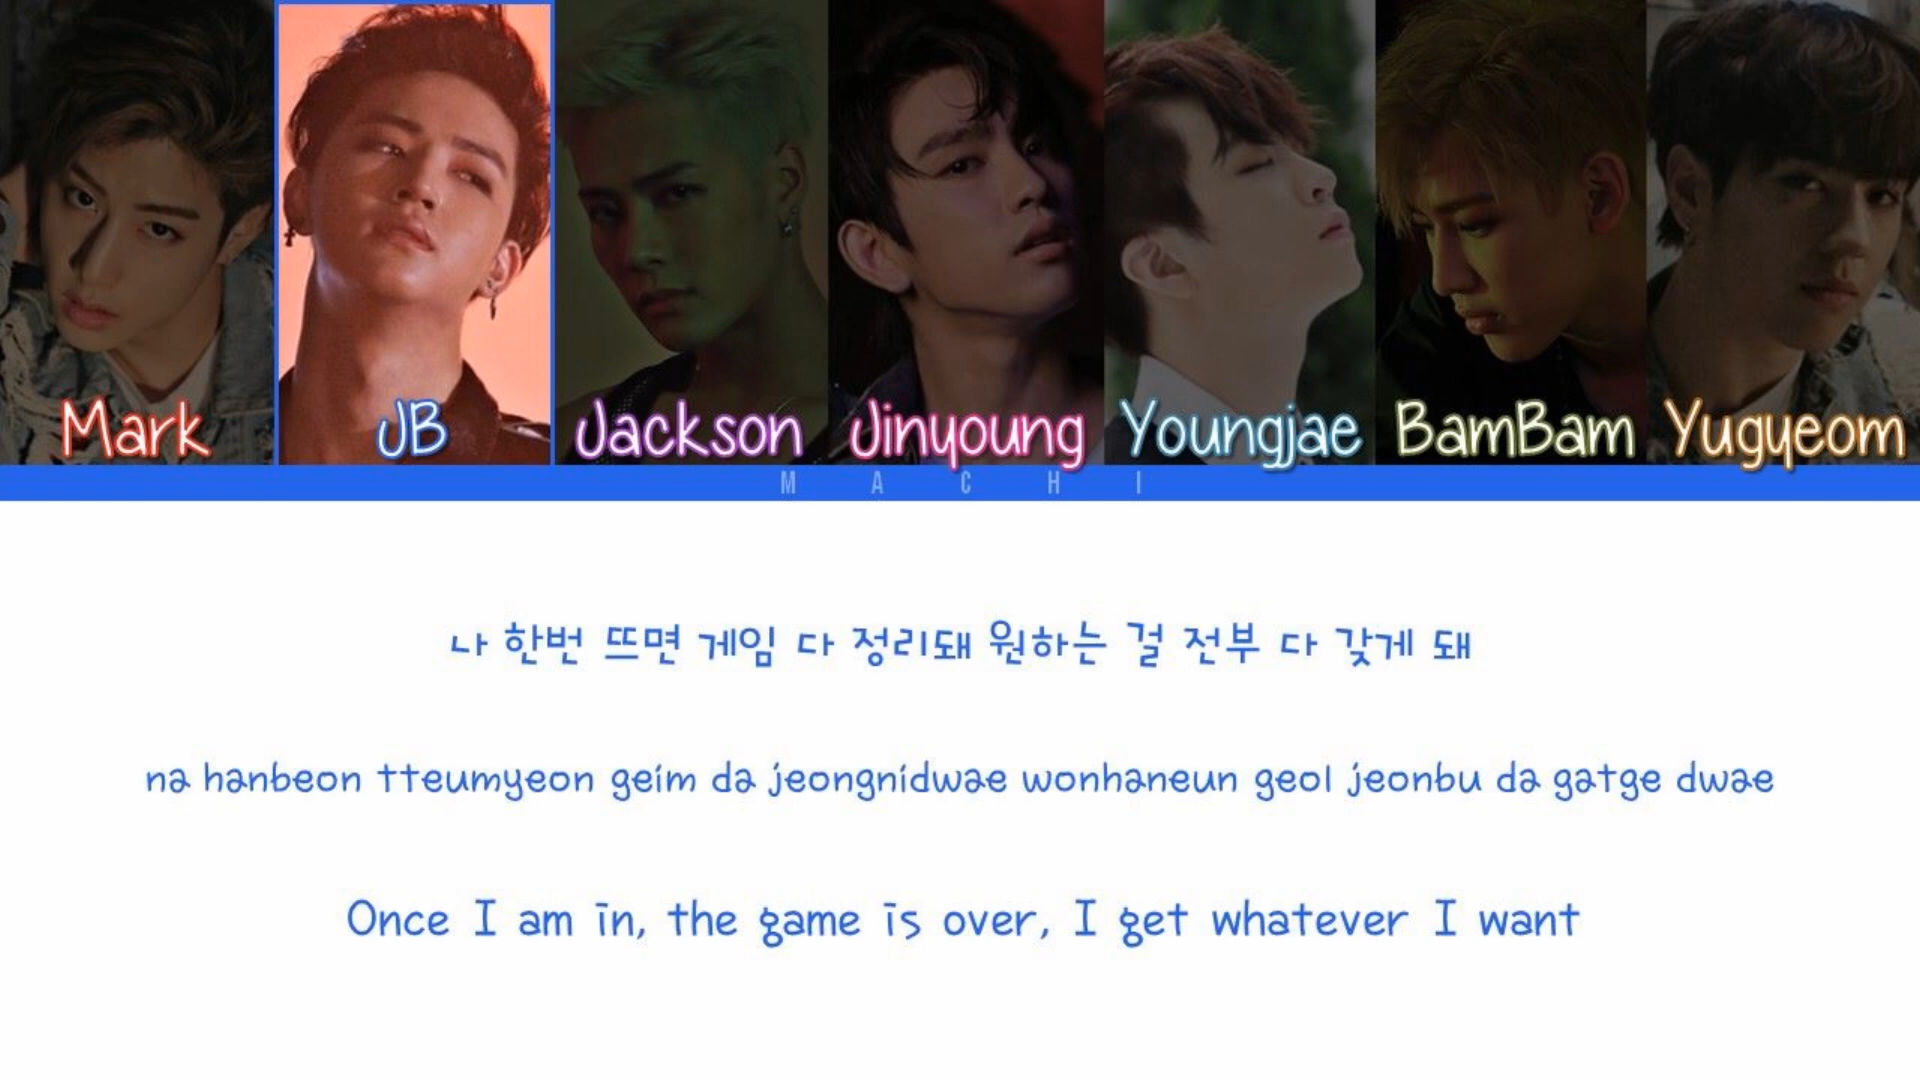 Mark JB Jackson Jinyoung Youngjae BamBam Yugyeom
MACHI
나 한번 뜨면 게임 다 정리돼 원하는 걸 전부 다 갖게 돼
na hanbeon tteumyeon geim da jeongnidwae wonhaneun geol jeonbu da gatge dwae
Once I am in, the game is over, I get whatever I want